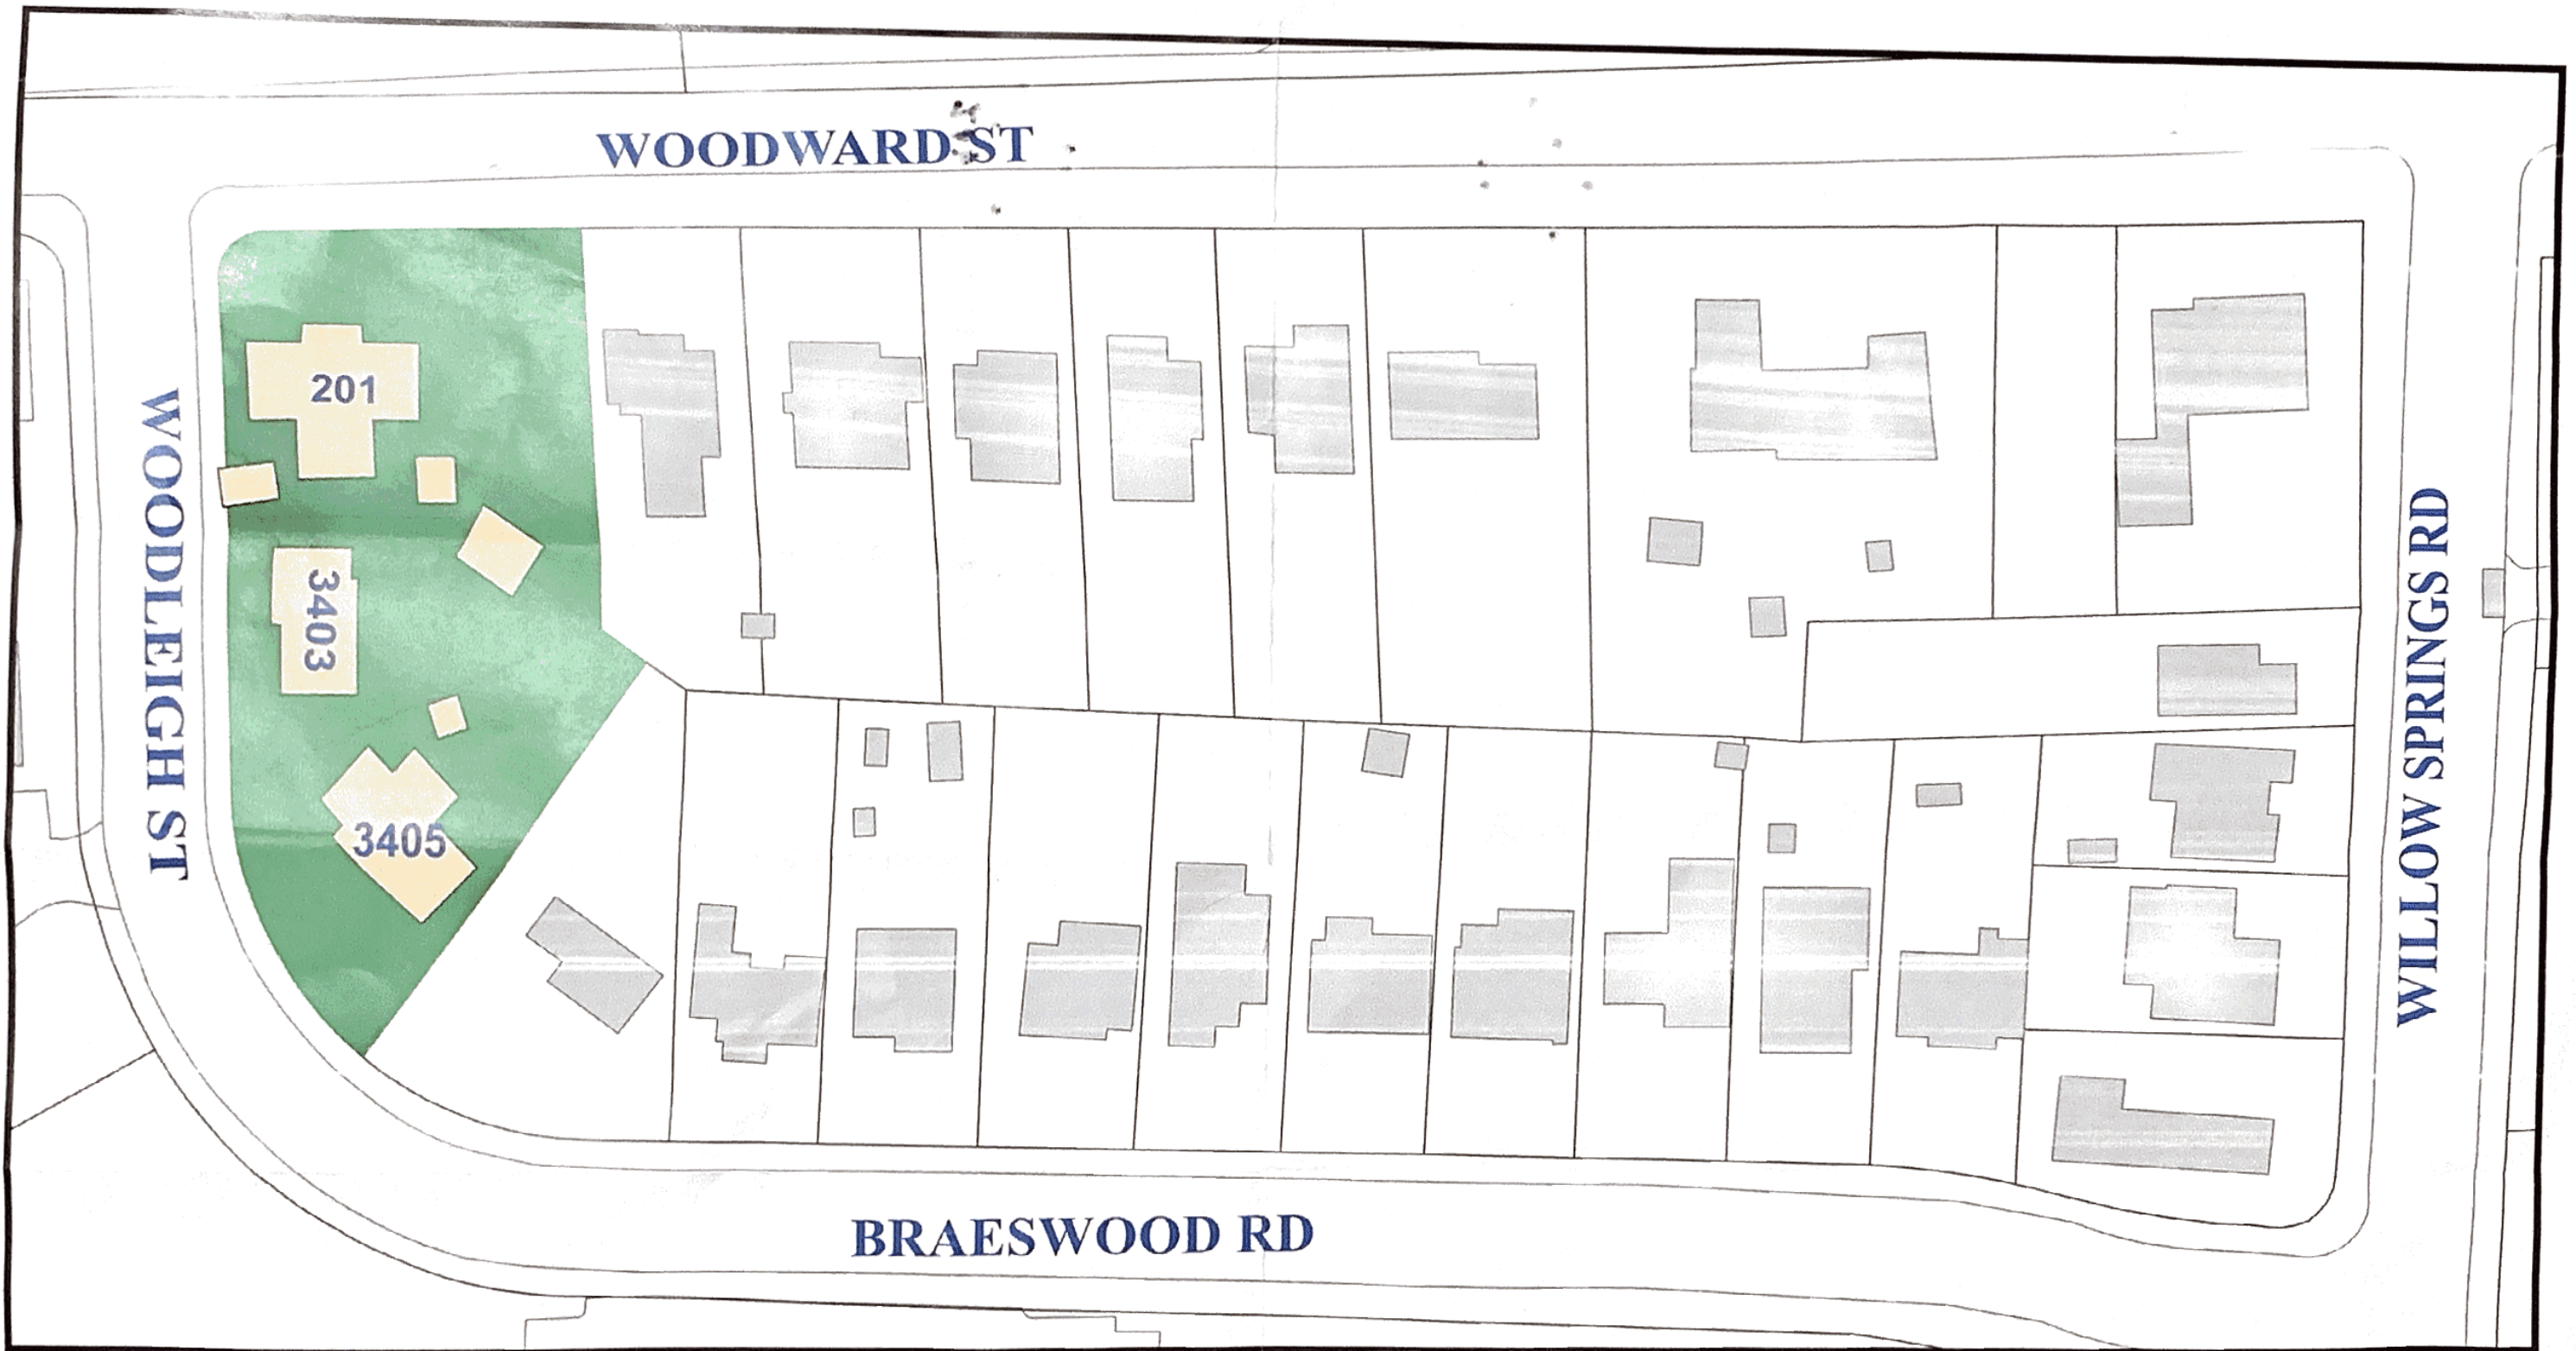 WOODWARD ST
201
WOODLEIGH ST
3403
3405
WILLOW SPRINGS RD
BRAESWOOD RD